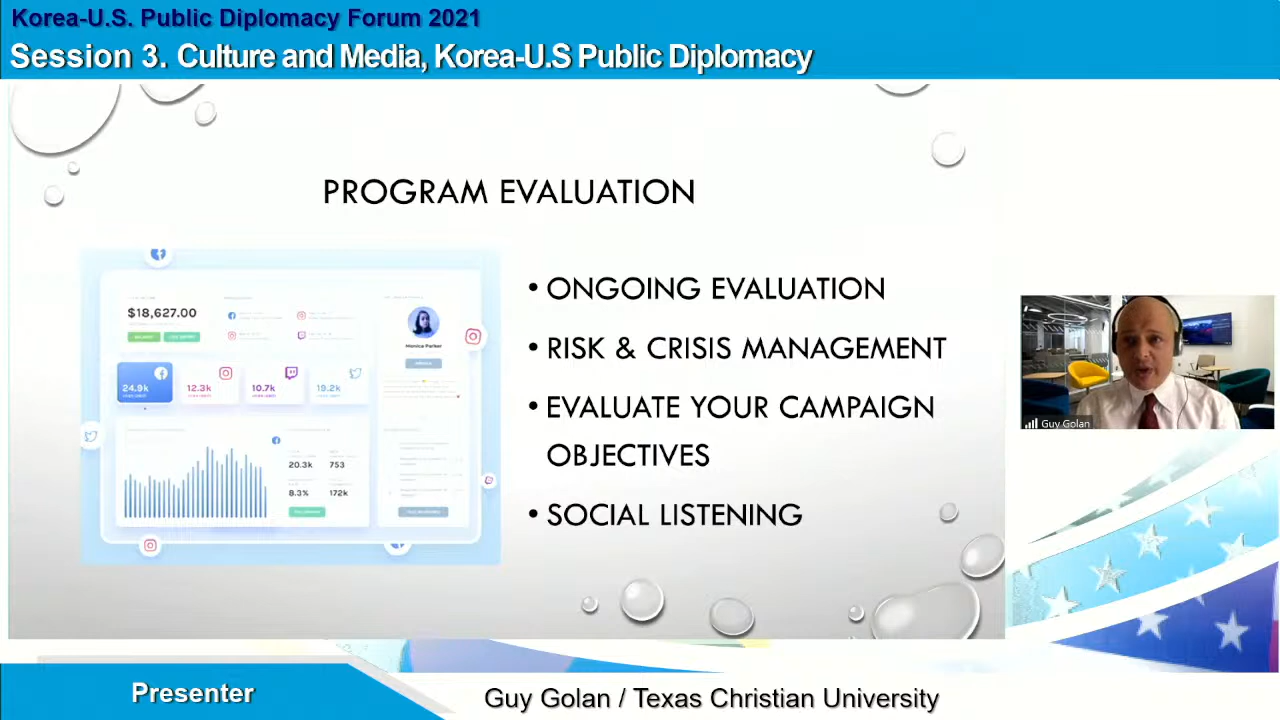 Korea-U.S. Public Diplomacy Forum 2021
Session 3. Culture and Media, Korea-U.S Public Diplomacy
PROGRAM EVALUATION
• ONGOING EVALUATION
• RISK & CRISIS MANAGEMENT
• EVALUATE YOUR CAMPAIGN
OBJECTIVES
• SOCIAL LISTENING
$18,627.00
Monica Parker
24.9k
12.3k
10.7k
19.2k
20.3k 753
8.3% 172k
Guy Golan
Presenter
Guy Golan / Texas Christian University